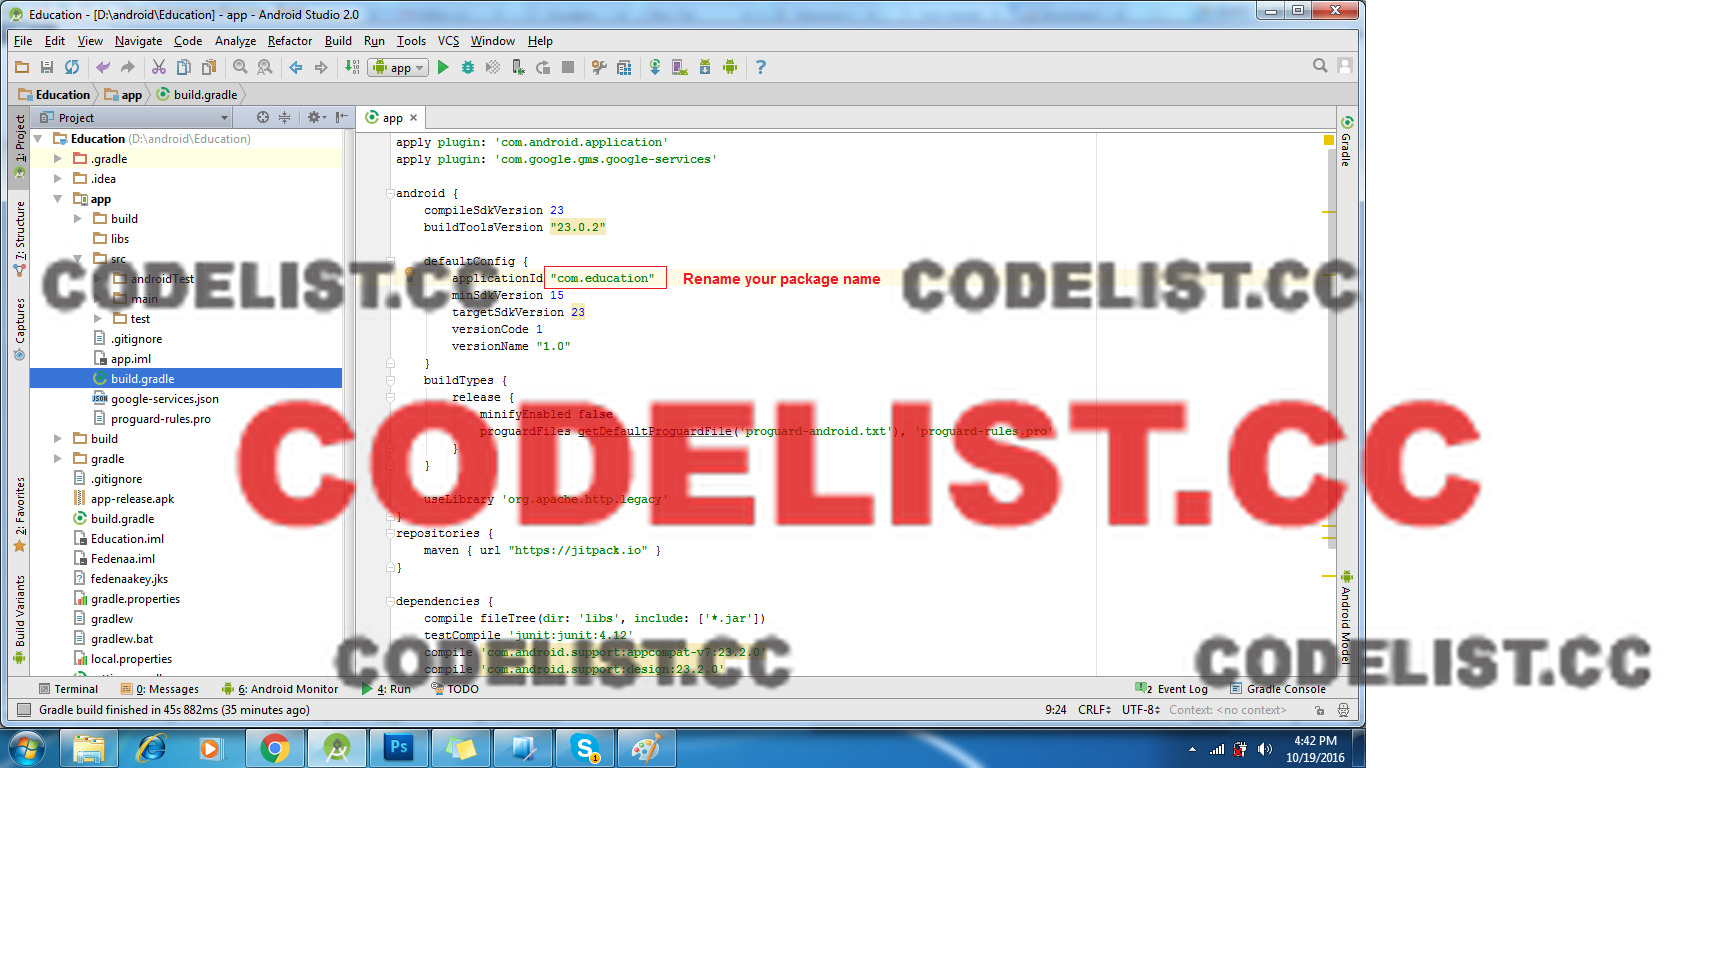 Education - [D:\android\Education] - app - Android Studio 2.0
File Edit View Navigate Code Analyze Refactor Build Run Tools VCS Window Help
app
Education app build.gradle
Project
app
1: Project
7: Structure
Captures
2: Favorites
Build Variants
Education (D:\android\Education)
.gradle
.idea
app
build
libs
src
androidTest
main
test
.gitignore
app.iml
build.gradle
google-services.json
proguard-rules.pro
build
gradle
.gitignore
app-release.apk
build.gradle
Education.iml
Fedenaa.iml
fedenaakey.jks
gradle.properties
gradlew
gradlew.bat
local.properties
apply plugin: 'com.android.application'
apply plugin: 'com.google.gms.google-services'
android {
compileSdkVersion 23
buildToolsVersion "23.0.2"
defaultConfig {
applicationId "com.education" Rename your package name
minSdkVersion 15
targetSdkVersion 23
versionCode 1
versionName "1.0"
}
buildTypes {
release {
minifyEnabled false
proguardFiles getDefaultProguardFile('proguard-android.txt'), 'proguard-rules.pro'
}
}
useLibrary 'org.apache.http.legacy'
}
repositories {
maven { url "https://jitpack.io" }
}
dependencies {
compile fileTree(dir: 'libs', include: ['*.jar'])
testCompile 'junit:junit:4.12'
compile 'com.android.support:appcompat-v7:23.2.0'
compile 'com.android.support:design:23.2.0'
Gradle
Android Model
CODELIST.CC
CODELIST.CC
CODELIST.CC
CODELIST.CC
CODELIST.CC
Terminal 0: Messages 6: Android Monitor 4: Run TODO
2 Event Log Gradle Console
Gradle build finished in 45s 882ms (35 minutes ago)
9:24 CRLF UTF-8 Context: <no context>
Ps
S
1
4:42 PM
10/19/2016